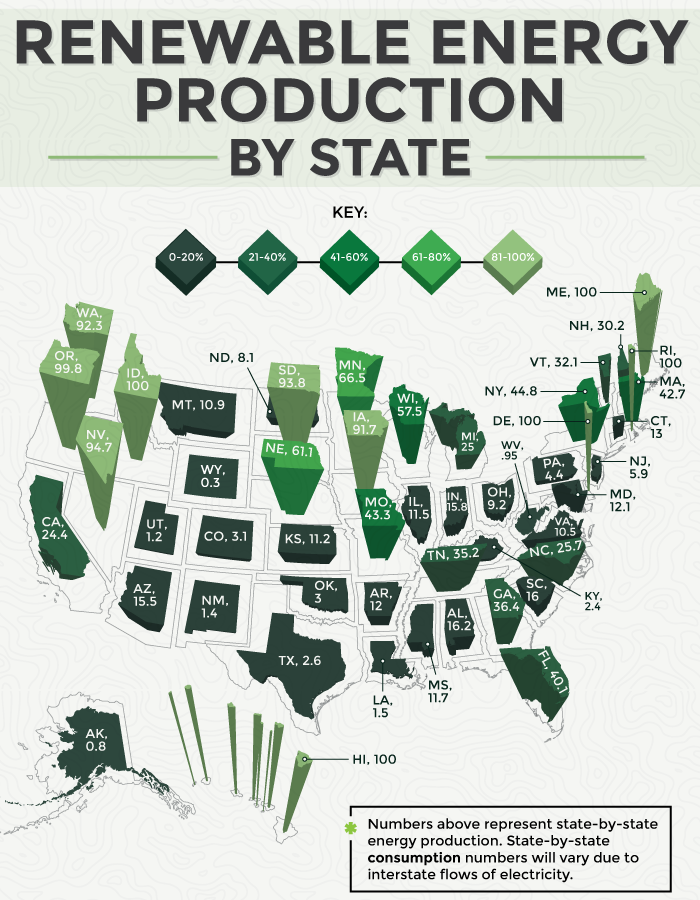 RENEWABLE ENERGY
PRODUCTION
BY STATE
KEY:
0-20%
21-40%
41-60%
61-80%
81-100%
ME, 100
WA,
92.3
NH, 30.2
OR,
99.8
ID,
100
ND, 8.1
SD,
93.8
MN,
66.5
VT, 32.1
RI,
100
MA,
42.7
MT, 10.9
IA,
91.7
WI,
57.5
NY, 44.8
DE, 100
CT,
13
NV,
94.7
NE, 61.1
MI,
25
WV,
.95
PA,
4.4
NJ,
5.9
WY,
0.3
MD,
12.1
CA,
24.4
UT,
1.2
CO, 3.1
KS, 11.2
MO,
43.3
IL,
11.5
IN,
15.8
OH,
9.2
VA,
10.5
TN, 35.2
NC, 25.7
KY,
2.4
AZ,
15.5
NM,
1.4
OK,
3
AR,
12
AL,
16.2
GA,
36.4
SC,
16
TX, 2.6
LA,
1.5
MS,
11.7
FL, 40.1
AK,
0.8
HI, 100
Numbers above represent state-by-state
energy production. State-by-state
consumption numbers will vary due to
interstate flows of electricity.